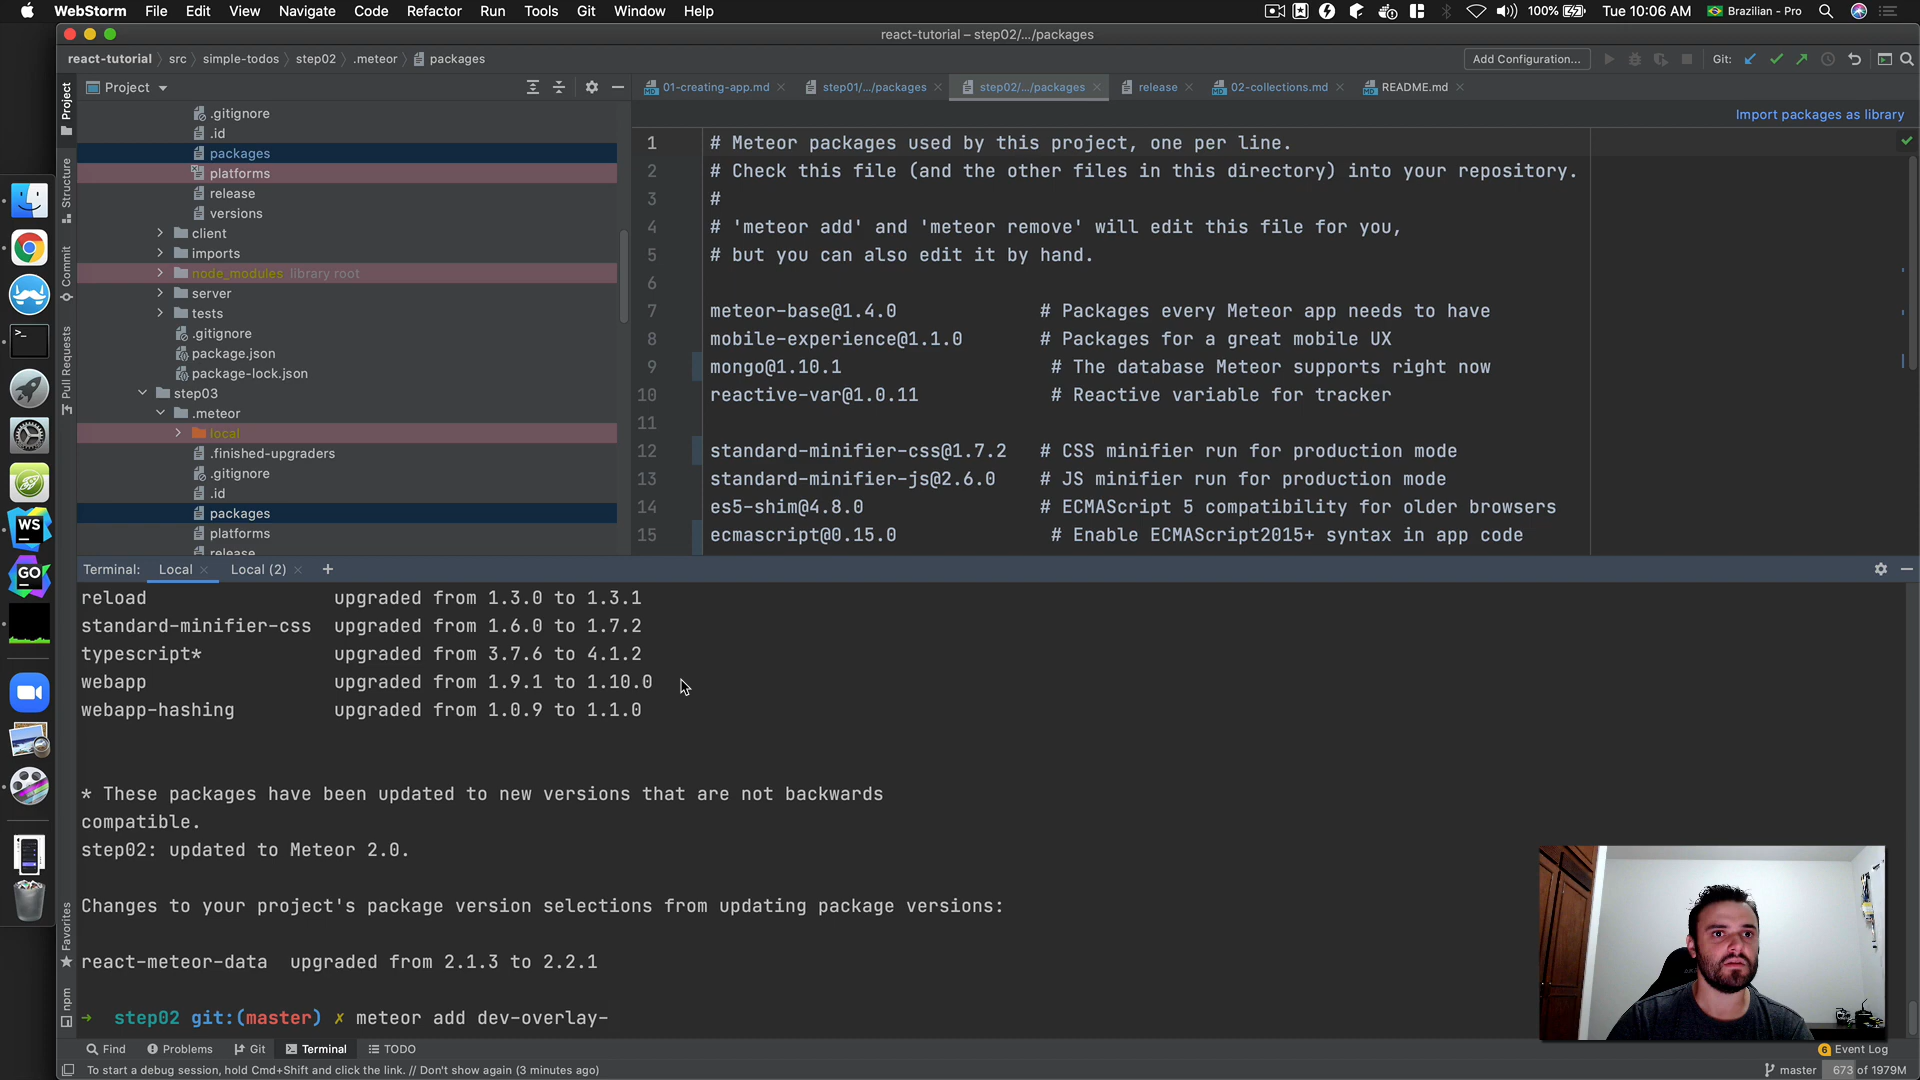 WebStorm File Edit View Navigate Code Refactor Run Tools Git Window Help
100% Tue 10:06 AM Brazilian - Pro
react-tutorial – step02/.../packages
react-tutorial src simple-todos step02 .meteor packages
Add Configuration... Git:
Project
01-creating-app.md step01/.../packages step02/.../packages release 02-collections.md README.md
Import packages as library
Project
Structure
Commit
Pull Requests
Favorites
npm
.gitignore
.id
packages
platforms
release
versions
client
imports
node_modules library root
server
tests
.gitignore
package.json
package-lock.json
step03
.meteor
local
.finished-upgraders
.gitignore
.id
packages
platforms
release
1 # Meteor packages used by this project, one per line.
2 # Check this file (and the other files in this directory) into your repository.
3 #
4 # 'meteor add' and 'meteor remove' will edit this file for you,
5 # but you can also edit it by hand.
6
7 meteor-base@1.4.0 # Packages every Meteor app needs to have
8 mobile-experience@1.1.0 # Packages for a great mobile UX
9 mongo@1.10.1 # The database Meteor supports right now
10 reactive-var@1.0.11 # Reactive variable for tracker
11
12 standard-minifier-css@1.7.2 # CSS minifier run for production mode
13 standard-minifier-js@2.6.0 # JS minifier run for production mode
14 es5-shim@4.8.0 # ECMAScript 5 compatibility for older browsers
15 ecmascript@0.15.0 # Enable ECMAScript2015+ syntax in app code
Terminal: Local Local (2) +
reload upgraded from 1.3.0 to 1.3.1
standard-minifier-css upgraded from 1.6.0 to 1.7.2
typescript* upgraded from 3.7.6 to 4.1.2
webapp upgraded from 1.9.1 to 1.10.0
webapp-hashing upgraded from 1.0.9 to 1.1.0
* These packages have been updated to new versions that are not backwards
compatible.
step02: updated to Meteor 2.0.
Changes to your project's package version selections from updating package versions:
react-meteor-data upgraded from 2.1.3 to 2.2.1
→ step02 git:(master) ✗ meteor add dev-overlay-
Find Problems Git Terminal TODO
6 Event Log
To start a debug session, hold Cmd+Shift and click the link. // Don't show again (3 minutes ago)
master 673 of 1979M
WS
GO